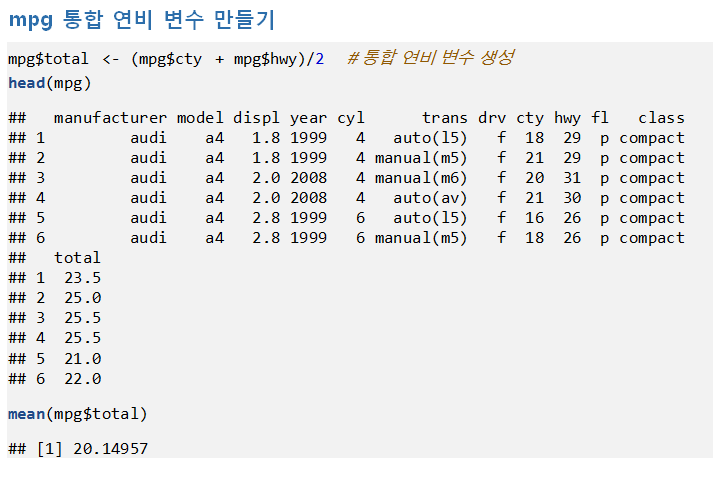 mpg 통합 연비 변수 만들기
mpg$total <- (mpg$cty + mpg$hwy)/2  # 통합 연비 변수 생성
head(mpg)
##   manufacturer model displ year cyl      trans drv cty hwy fl   class
## 1         audi    a4   1.8 1999   4   auto(l5)   f  18  29  p compact
## 2         audi    a4   1.8 1999   4 manual(m5)   f  21  29  p compact
## 3         audi    a4   2.0 2008   4 manual(m6)   f  20  31  p compact
## 4         audi    a4   2.0 2008   4   auto(av)   f  21  30  p compact
## 5         audi    a4   2.8 1999   6   auto(l5)   f  16  26  p compact
## 6         audi    a4   2.8 1999   6 manual(m5)   f  18  26  p compact
##   total
## 1  23.5
## 2  25.0
## 3  25.5
## 4  25.5
## 5  21.0
## 6  22.0
mean(mpg$total)
## [1] 20.14957